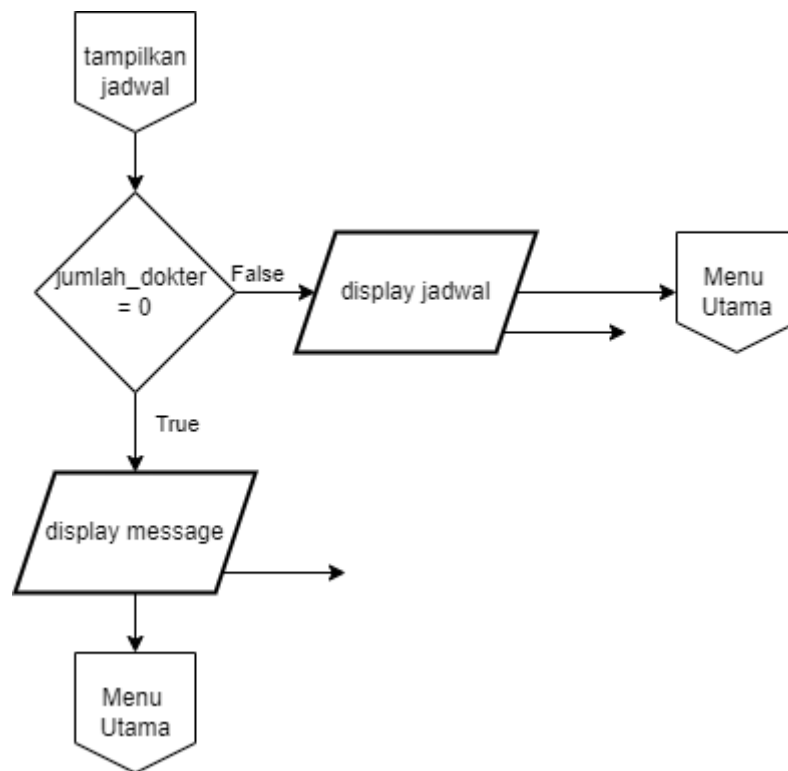 tampilkan
jadwal
jumlah_dokter
= 0
False
display jadwal
Menu
Utama
True
display message
Menu
Utama